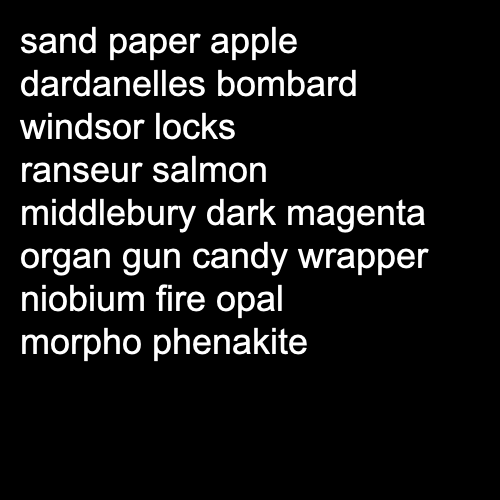 sand paper apple
dardanelles bombard
windsor locks
ranseur salmon
middlebury dark magenta
organ gun candy wrapper
niobium fire opal
morpho phenakite